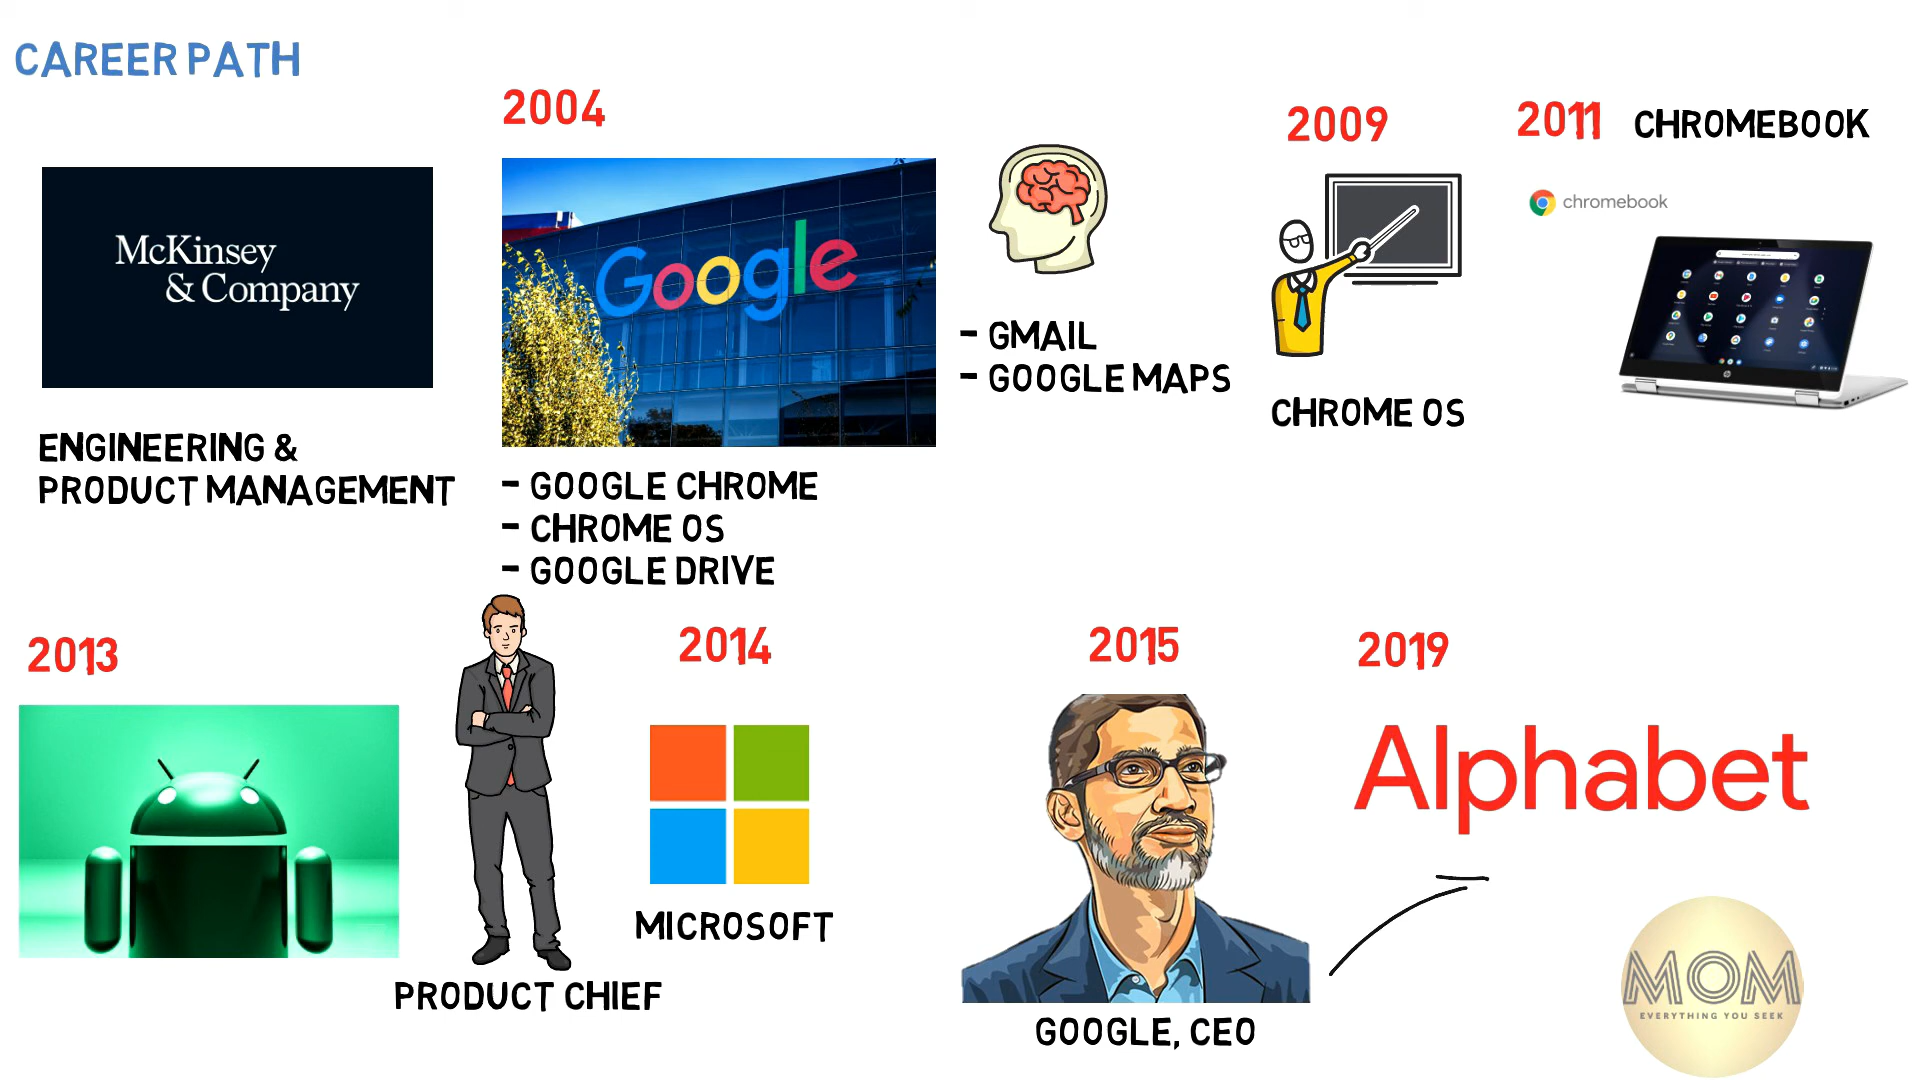 CAREER PATH
McKinsey
& Company
ENGINEERING &
PRODUCT MANAGEMENT
2004
Google
- GOOGLE CHROME
- CHROME OS
- GOOGLE DRIVE
- GMAIL
- GOOGLE MAPS
2009
CHROME OS
2011 CHROMEBOOK
chromebook
2013
PRODUCT CHIEF
2014
MICROSOFT
2015
GOOGLE, CEO
2019
Alphabet
MOM
EVERYTHING YOU SEEK